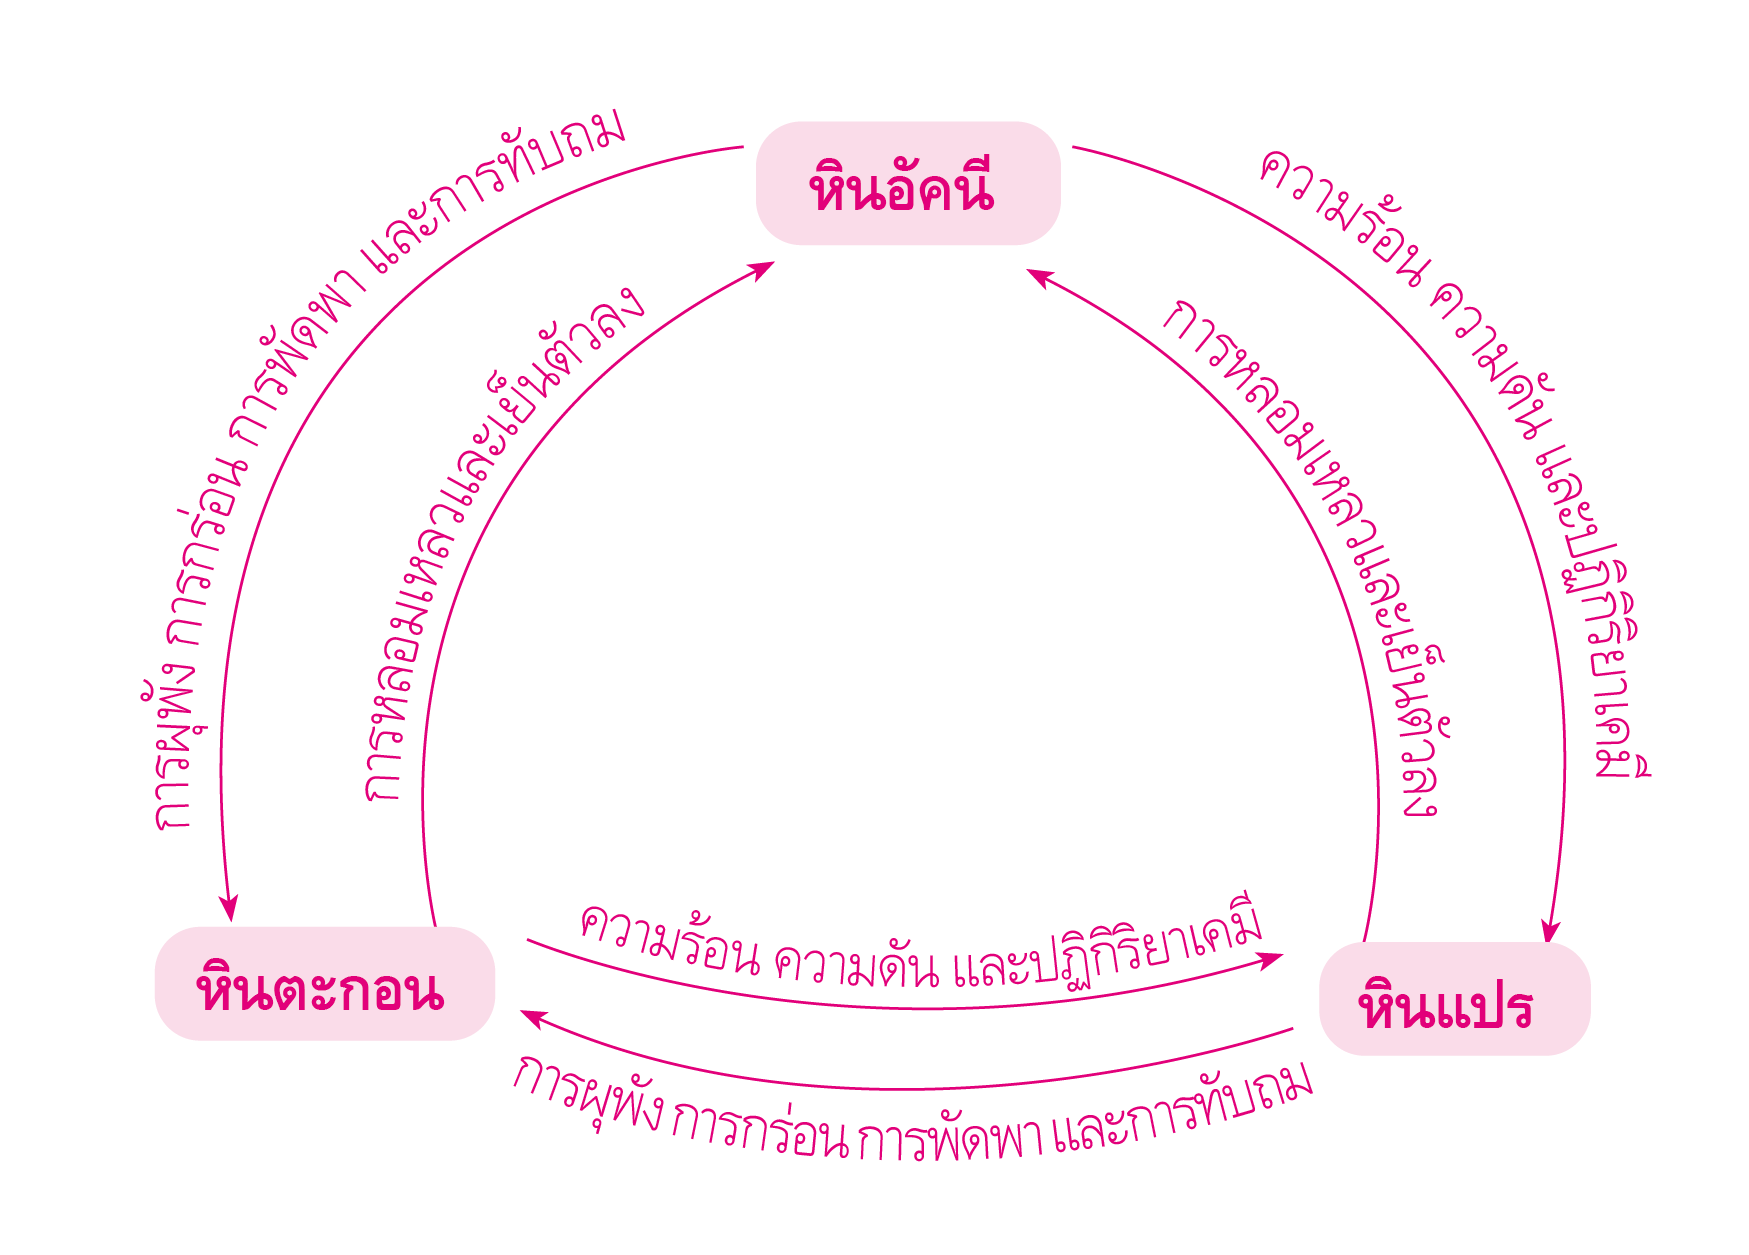 หินอัคนี
การผุพัง การกร่อน การพัดพา และการทับถม
ความร้อน ความดัน และปฏิกิริยาเคมี
การหลอมเหลวและเย็นตัวลง
การหลอมเหลวและเย็นตัวลง
หินตะกอน
ความร้อน ความดัน และปฏิกิริยาเคมี
หินแปร
การผุพัง การกร่อน การพัดพา และการทับถม